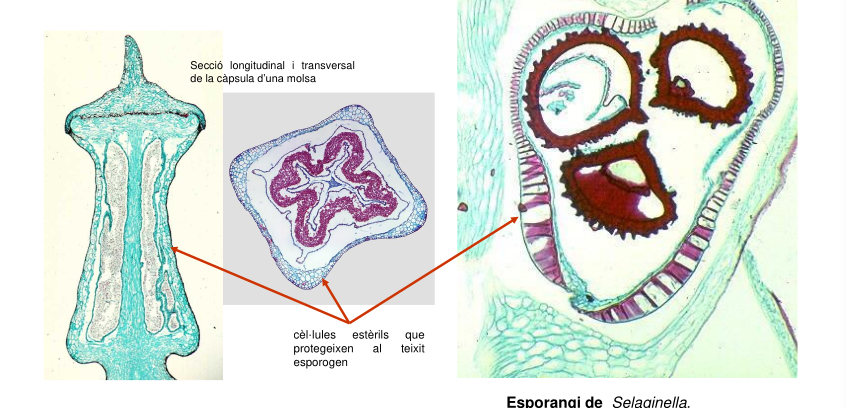 Secció longitudinal i transversal
de la càpsula d'una molsa
cèl·lules estèrils que
protegeixen al teixit
esporogen
Esporangi de Selaginella.